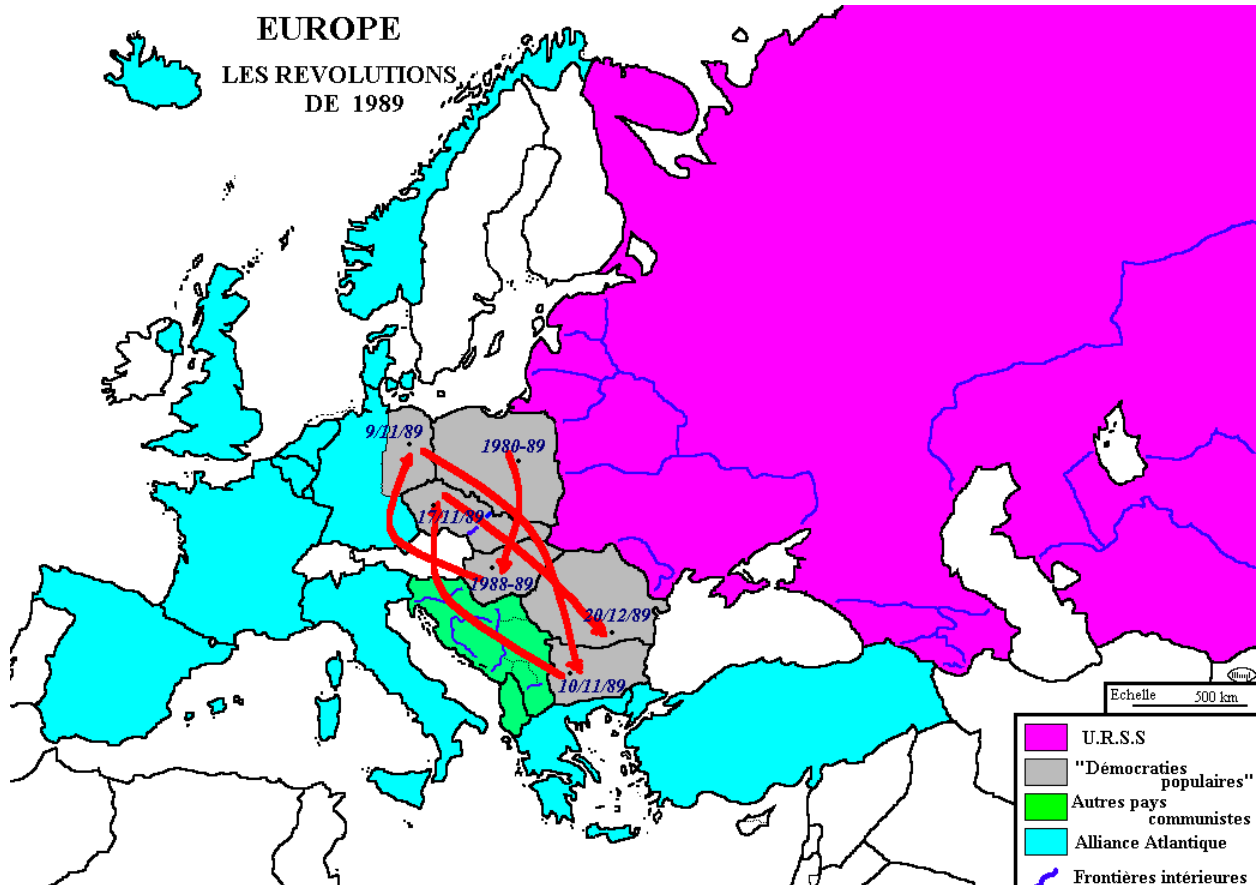 EUROPE
LES REVOLUTIONS
DE 1989
9/11/89
1980-89
17/11/89
1988-89
20/12/89
10/11/89
Echelle 500 km
U.R.S.S
"Démocraties
populaires"
Autres pays
communistes
Alliance Atlantique
Frontières intérieures